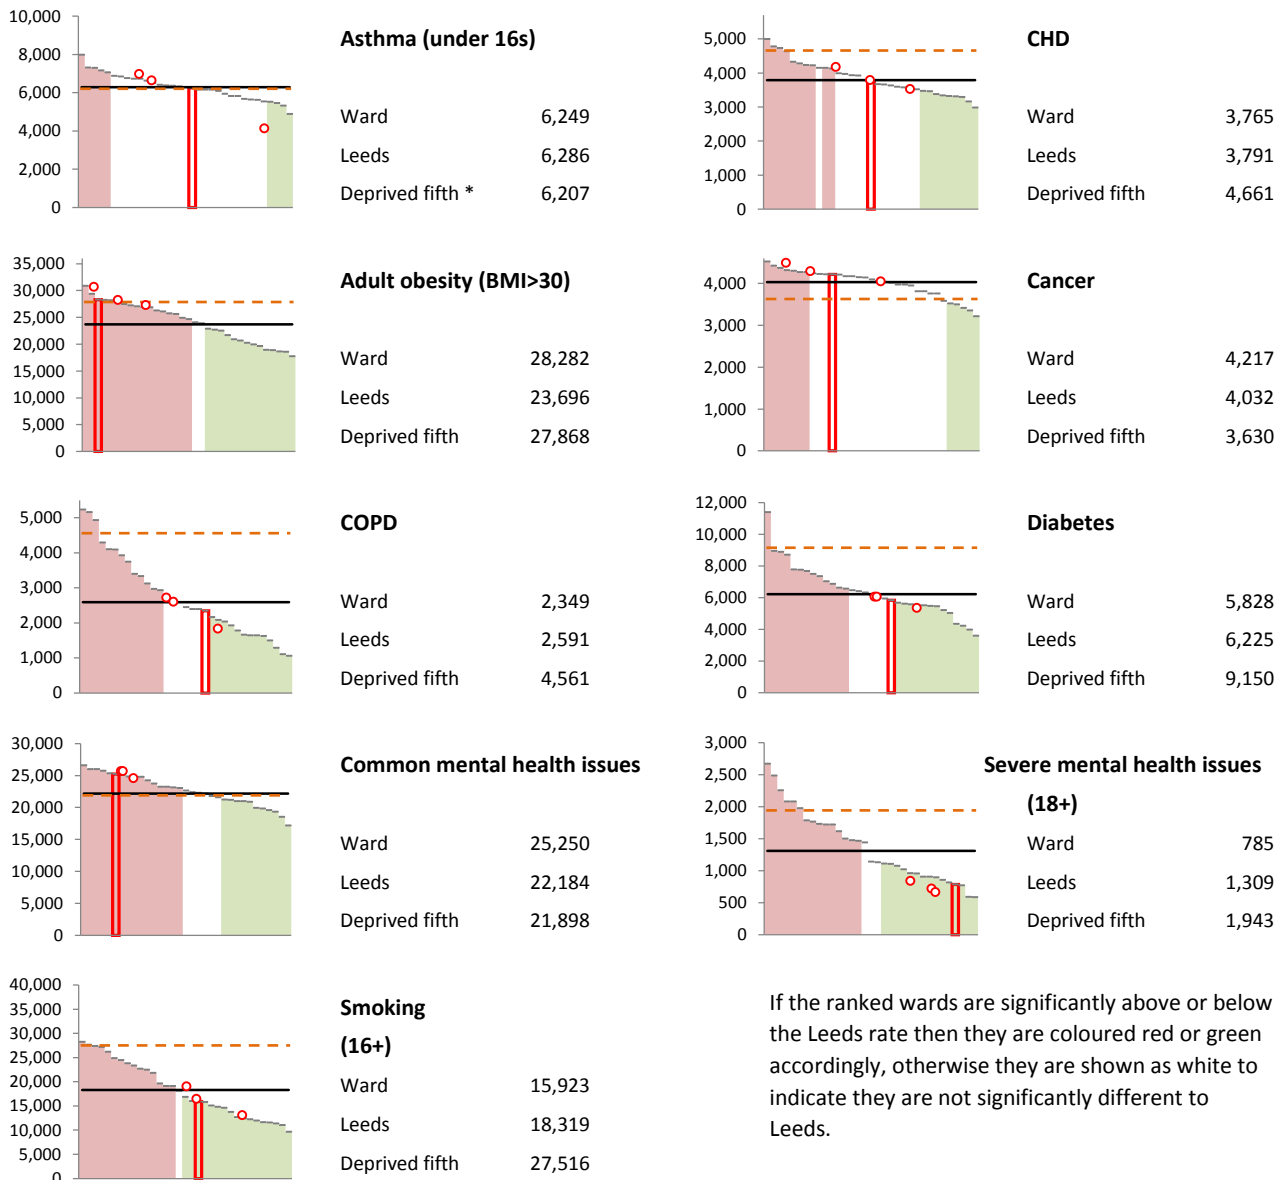 Asthma (under 16s)
10,000
8,000
6,000
4,000
2,000
0
Ward 6,249
Leeds 6,286
Deprived fifth * 6,207
CHD
5,000
4,000
3,000
2,000
1,000
0
Ward 3,765
Leeds 3,791
Deprived fifth 4,661
Adult obesity (BMI>30)
35,000
30,000
25,000
20,000
15,000
10,000
5,000
0
Ward 28,282
Leeds 23,696
Deprived fifth 27,868
Cancer
4,000
3,000
2,000
1,000
0
Ward 4,217
Leeds 4,032
Deprived fifth 3,630
COPD
5,000
4,000
3,000
2,000
1,000
0
Ward 2,349
Leeds 2,591
Deprived fifth 4,561
Diabetes
12,000
10,000
8,000
6,000
4,000
2,000
0
Ward 5,828
Leeds 6,225
Deprived fifth 9,150
Common mental health issues
30,000
25,000
20,000
15,000
10,000
5,000
0
Ward 25,250
Leeds 22,184
Deprived fifth 21,898
Severe mental health issues
(18+)
3,000
2,500
2,000
1,500
1,000
500
0
Ward 785
Leeds 1,309
Deprived fifth 1,943
Smoking
(16+)
40,000
35,000
30,000
25,000
20,000
15,000
10,000
5,000
0
Ward 15,923
Leeds 18,319
Deprived fifth 27,516
If the ranked wards are significantly above or below
the Leeds rate then they are coloured red or green
accordingly, otherwise they are shown as white to
indicate they are not significantly different to
Leeds.